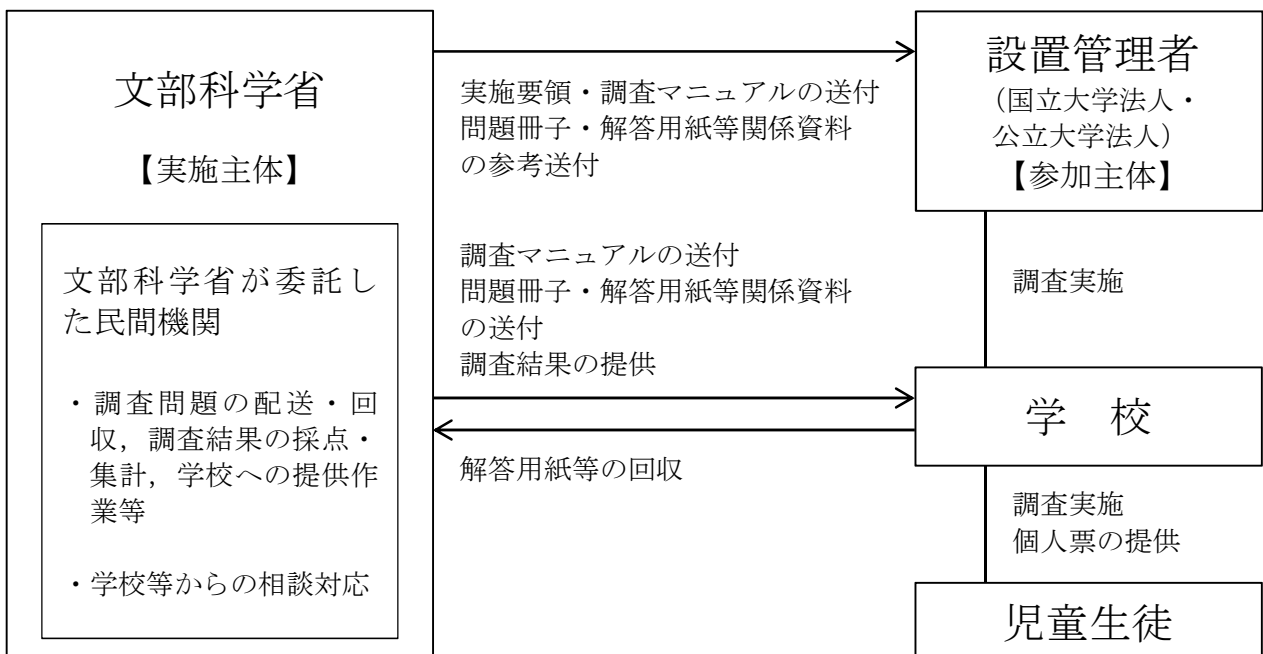 文部科学省
【実施主体】
文部科学省が委託し
た民間機関
・調査問題の配送・回
収，調査結果の採点・
集計，学校への提供作
業等
・学校等からの相談対応
実施要領・調査マニュアルの送付
問題冊子・解答用紙等関係資料
の参考送付
調査マニュアルの送付
問題冊子・解答用紙等関係資料
の送付
調査結果の提供
解答用紙等の回収
設置管理者
（国立大学法人・
公立大学法人）
【参加主体】
調査実施
学　校
調査実施
個人票の提供
児童生徒